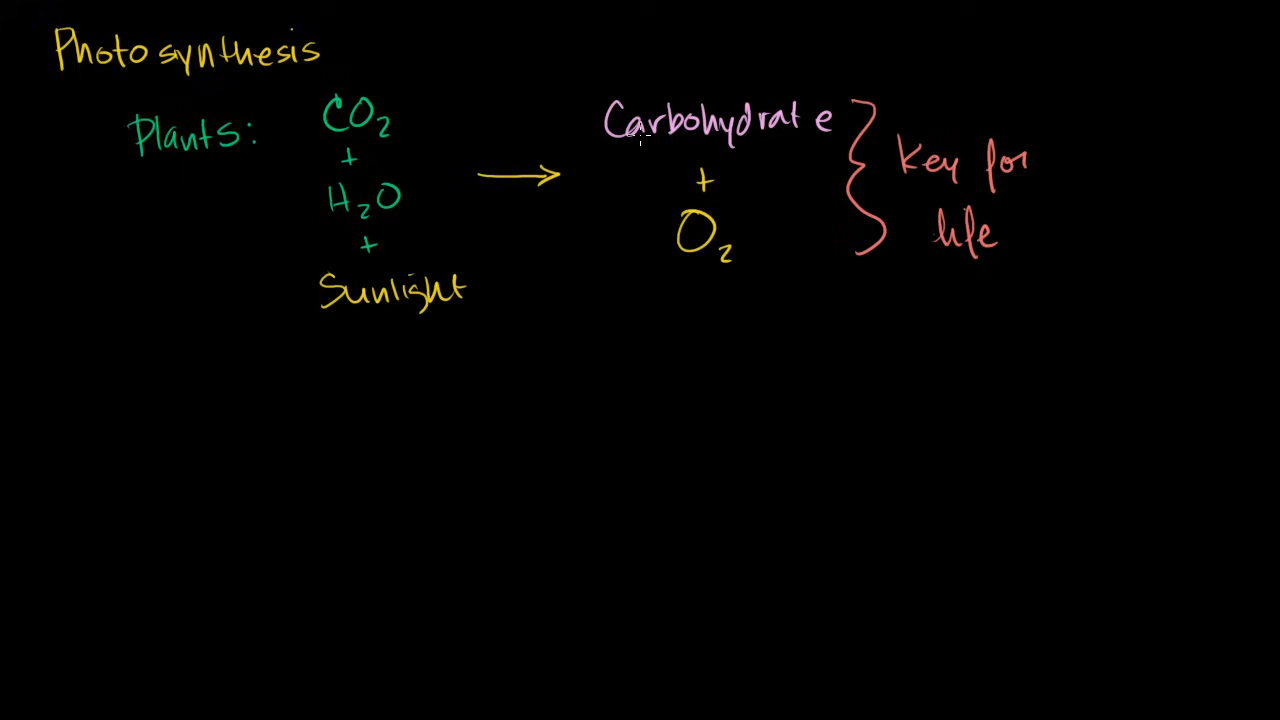 Photosynthesis
Plants: CO2
+
H2O
+
Sunlight
→
Carbohydrate
+
O2
Key for
life